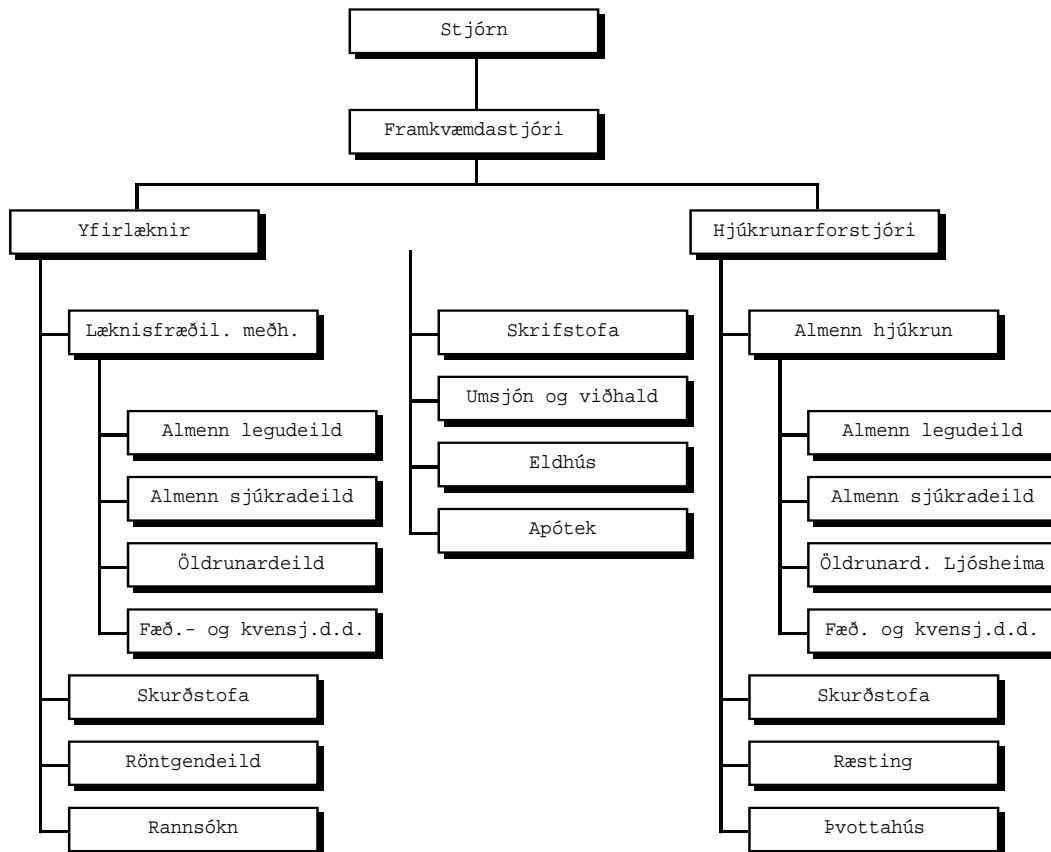 Stjórn
Framkvæmdastjóri
Yfirlæknir
Hjúkrunarforstjóri
Læknisfræðil. meðh.
Almenn legudeild
Almenn sjúkradeild
Öldrunardeild
Fæð.- og kvensj.d.d.
Skurðstofa
Röntgendeild
Rannsókn
Skrifstofa
Umsjón og viðhald
Eldhús
Apótek
Almenn hjúkrun
Almenn legudeild
Almenn sjúkradeild
Öldrunard. Ljósheima
Fæð. og kvensj.d.d.
Skurðstofa
Ræsting
Þvottahús